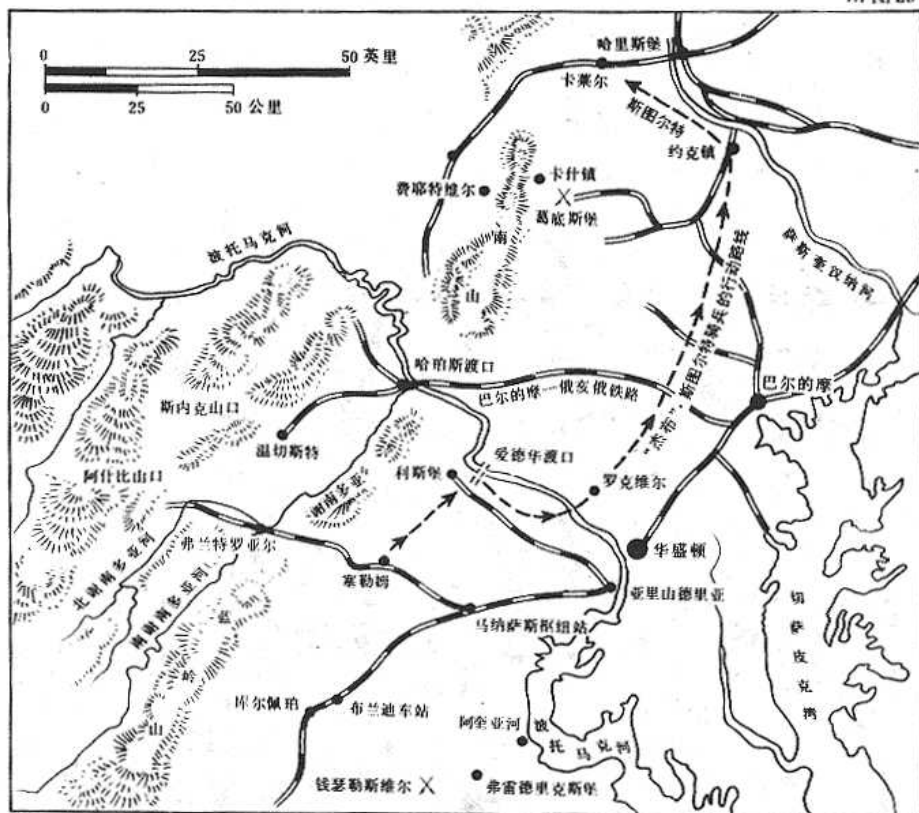 0 25 50 英里
0 25 50 公里
哈里斯堡
卡莱尔
斯图尔特
约克镇
卡什镇
费耶特维尔
葛底斯堡
南山
萨斯奎汉纳河
波托马克河
“杰布”·斯图尔特骑兵的行动路线
哈珀斯渡口
巴尔的摩—俄亥俄铁路
巴尔的摩
斯内克山口
温切斯特
爱德华渡口
阿什比山口
利斯堡
罗克维尔
谢南多亚河
弗兰特罗亚尔
华盛顿
塞勒姆
北谢南多亚河
南谢南多亚河
亚里山德里亚
马纳萨斯枢纽站
切萨皮克湾
蓝岭山
库尔佩珀
布兰迪车站
阿奎亚河
波托马克河
钱瑟勒斯维尔
弗雷德里克斯堡